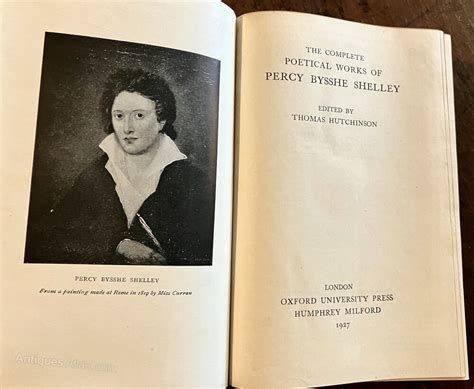 PERCY BYSSHE SHELLEY
From a painting made at Rome in 1819 by Miss Curran
THE COMPLETE
POETICAL WORKS OF
PERCY BYSSHE SHELLEY
EDITED BY
THOMAS HUTCHINSON
LONDON
OXFORD UNIVERSITY PRESS
HUMPHREY MILFORD
1927